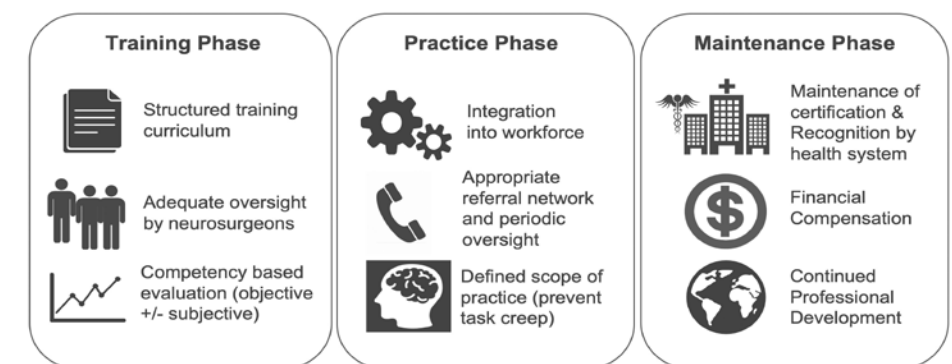 Training Phase
Structured training
curriculum
Adequate oversight
by neurosurgeons
Competency based
evaluation (objective
+/- subjective)
Practice Phase
Integration
into workforce
Appropriate
referral network
and periodic
oversight
Defined scope of
practice (prevent
task creep)
Maintenance Phase
Maintenance of
certification &
Recognition by
health system
Financial
Compensation
Continued
Professional
Development